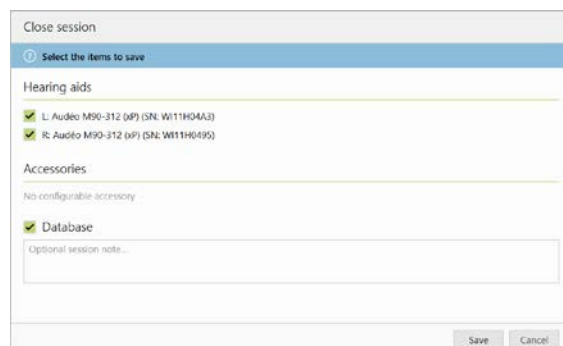 Close session
Select the items to save
Hearing aids
L: Audéo M90-312 (xP) (SN: WI11H04A3)
R: Audéo M90-312 (xP) (SN: WI11H0495)
Accessories
No configurable accessory
Database
Optional session note...
Save Cancel